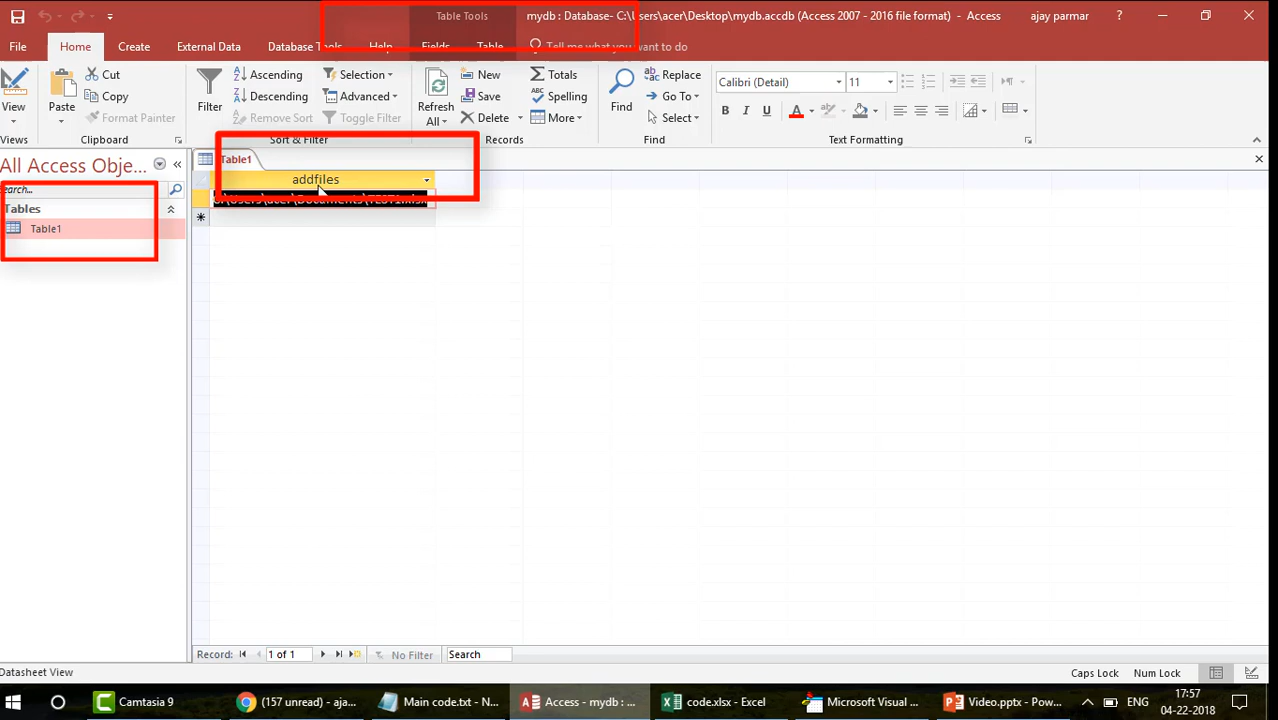 Table Tools
mydb : Database- C:\Users\acer\Desktop\mydb.accdb (Access 2007 - 2016 file format) - Access
ajay parmar
?
File
Home
Create
External Data
Database Tools
Help
Fields
Table
Tell me what you want to do
View
Views
Paste
Cut
Copy
Format Painter
Clipboard
Filter
Ascending
Descending
Remove Sort
Selection
Advanced
Toggle Filter
Sort & Filter
Refresh
All
New
Save
Delete
Totals
Spelling
More
Records
Find
Replace
Go To
Select
Find
Calibri (Detail)
11
B I U
Text Formatting
All Access Obje...
Search...
Tables
Table1
Table1
addfiles
C:\Users\acer\Documents\TEST1.xlsx
Record:
1 of 1
No Filter
Search
Datasheet View
Caps Lock
Num Lock
Camtasia 9
(157 unread) - aja...
Main code.txt - N...
Access - mydb : ...
code.xlsx - Excel
Microsoft Visual ...
Video.pptx - Pow...
ENG
17:57
04-22-2018